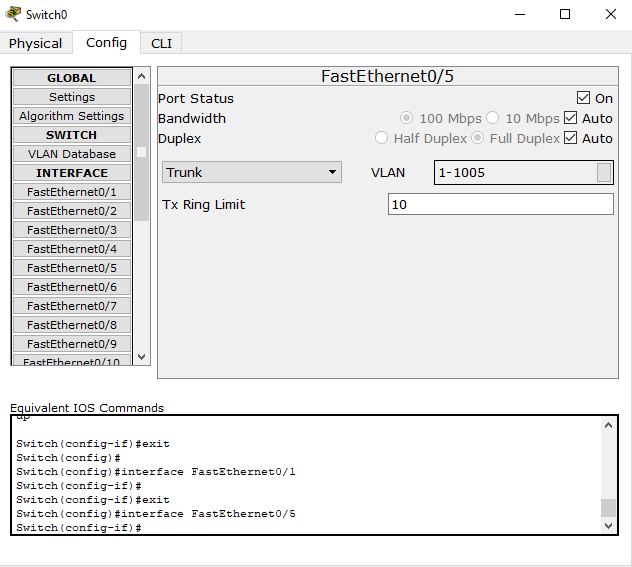 Switch0
Physical Config CLI
GLOBAL
Settings
Algorithm Settings
SWITCH
VLAN Database
INTERFACE
FastEthernet0/1
FastEthernet0/2
FastEthernet0/3
FastEthernet0/4
FastEthernet0/5
FastEthernet0/6
FastEthernet0/7
FastEthernet0/8
FastEthernet0/9
FastEthernet0/10
FastEthernet0/5
Port Status On
Bandwidth 100 Mbps 10 Mbps Auto
Duplex Half Duplex Full Duplex Auto
Trunk VLAN 1-1005
Tx Ring Limit 10
Equivalent IOS Commands
up
Switch(config-if)#exit
Switch(config)#
Switch(config)#interface FastEthernet0/1
Switch(config-if)#
Switch(config-if)#exit
Switch(config)#interface FastEthernet0/5
Switch(config-if)#